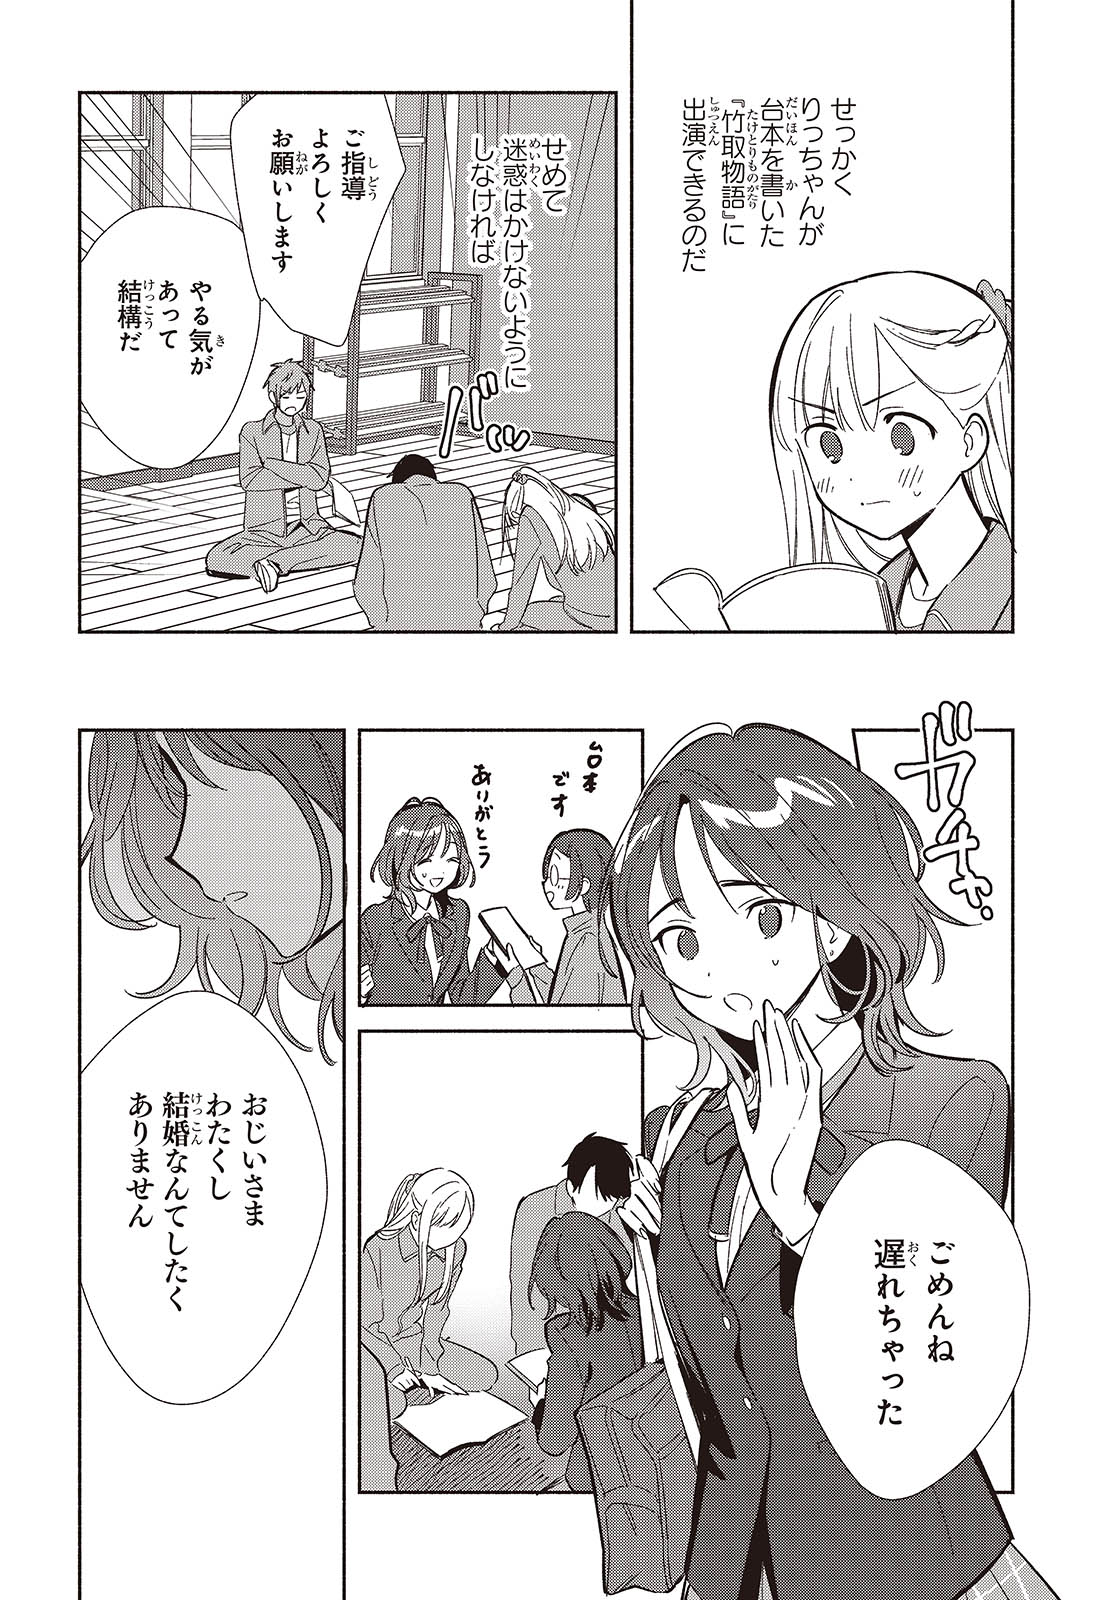 せっかく
りっちゃんが
台本を書いた
『竹取物語』に
出演できるのだ
せめて
迷惑はかけないように
しなければ
ご指導
よろしく
お願いします
やる気が
あって
結構だ
バッ
ガチャ.
ごめんね
遅れちゃった
台本
です
ありがとう
おじいさま
わたくし
結婚なんてしたく
ありません